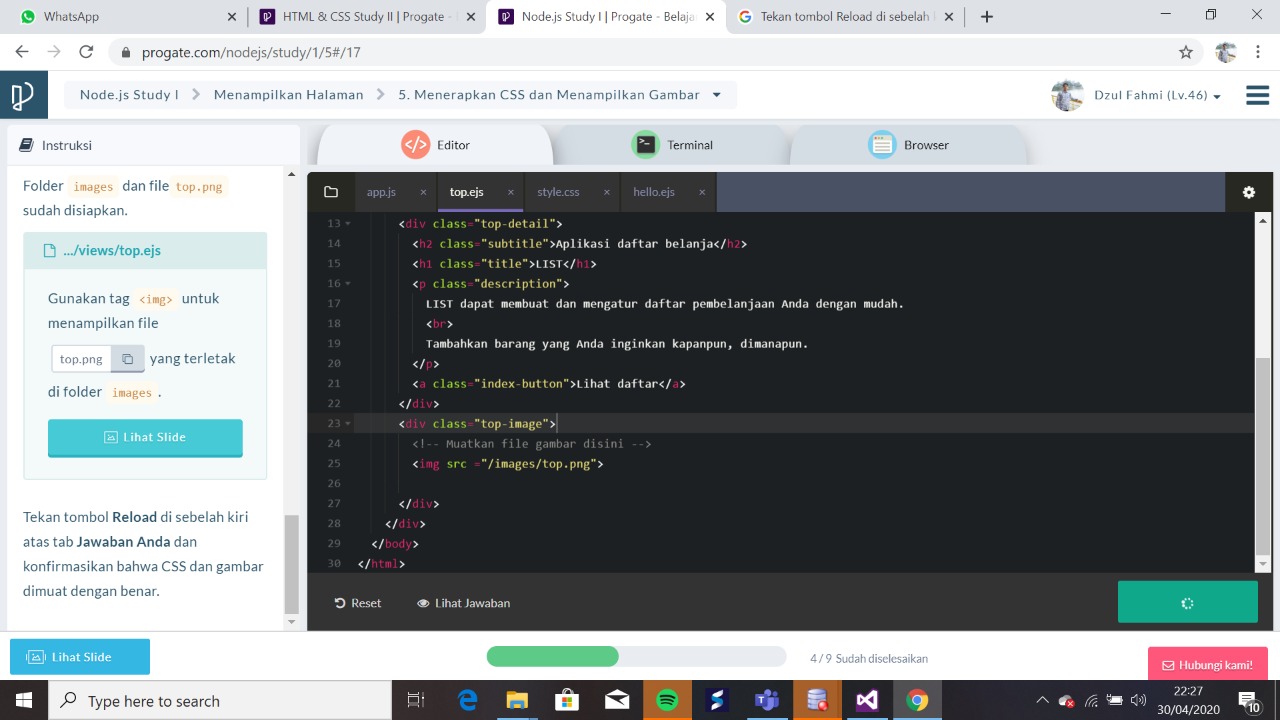 WhatsApp
HTML & CSS Study II | Progate -
Node.js Study I | Progate - Belaja
Tekan tombol Reload di sebelah
progate.com/nodejs/study/1/5#/17
Node.js Study I
Menampilkan Halaman
5. Menerapkan CSS dan Menampilkan Gambar
Dzul Fahmi (Lv.46)
Instruksi
Editor
Terminal
Browser
Folder images dan file top.png
sudah disiapkan.
.../views/top.ejs
Gunakan tag <img> untuk
menampilkan file
top.png yang terletak
di folder images .
Lihat Slide
Tekan tombol Reload di sebelah kiri
atas tab Jawaban Anda dan
konfirmasikan bahwa CSS dan gambar
dimuat dengan benar.
app.js
top.ejs
style.css
hello.ejs
13 <div class="top-detail">
14 <h2 class="subtitle">Aplikasi daftar belanja</h2>
15 <h1 class="title">LIST</h1>
16 <p class="description">
17 LIST dapat membuat dan mengatur daftar pembelanjaan Anda dengan mudah.
18 <br>
19 Tambahkan barang yang Anda inginkan kapanpun, dimanapun.
20 </p>
21 <a class="index-button">Lihat daftar</a>
22 </div>
23 <div class="top-image">
24 <!-- Muatkan file gambar disini -->
25 <img src ="/images/top.png">
26
27 </div>
28 </div>
29 </body>
30 </html>
Reset
Lihat Jawaban
Lihat Slide
4 / 9 Sudah diselesaikan
Hubungi kami!
Type here to search
22:27
30/04/2020
10